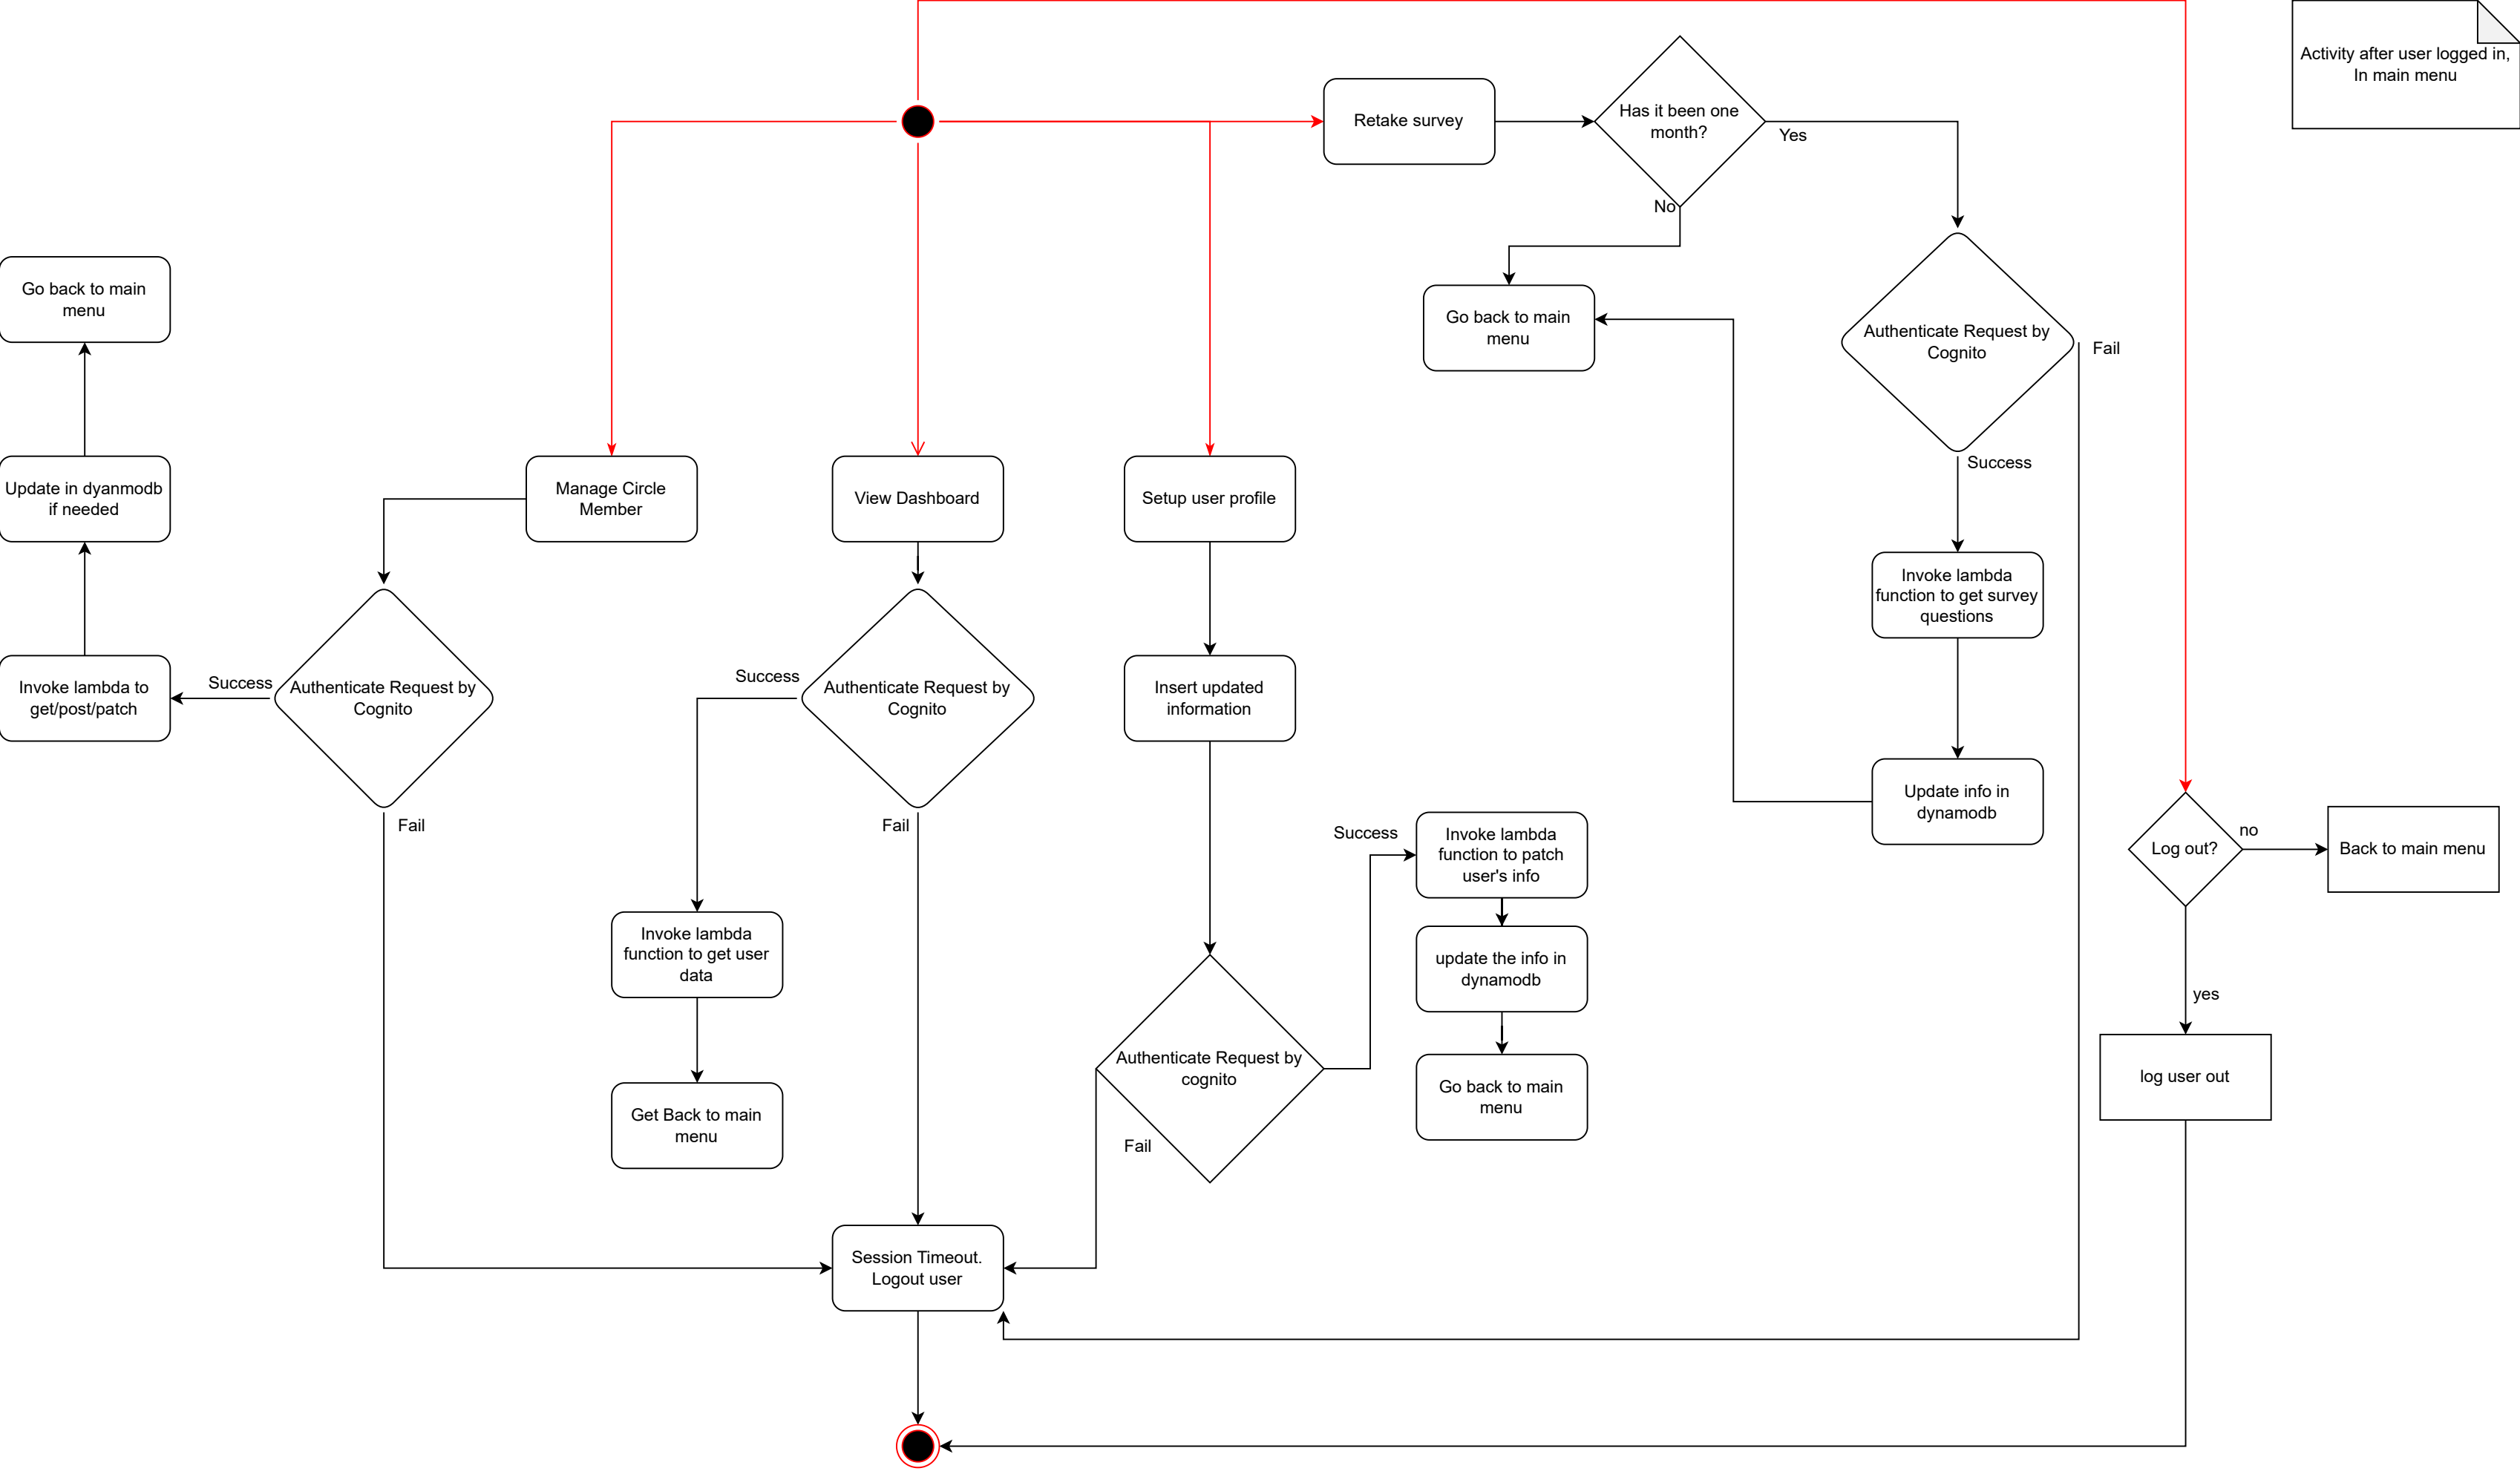 Activity after user logged in,
In main menu
Retake survey
Has it been one
month?
Yes
No
Go back to main
menu
Go back to main
menu
Authenticate Request by
Cognito
Fail
Success
Update in dyanmodb
if needed
Manage Circle
Member
View Dashboard
Setup user profile
Invoke lambda
function to get survey
questions
Invoke lambda to
get/post/patch
Success
Authenticate Request by
Cognito
Fail
Success
Authenticate Request by
Cognito
Fail
Insert updated
information
Update info in
dynamodb
Success
Invoke lambda
function to patch
user's info
Log out?
no
Back to main menu
yes
Invoke lambda
function to get user
data
update the info in
dynamodb
Authenticate Request by
cognito
Fail
Go back to main
menu
log user out
Get Back to main
menu
Session Timeout.
Logout user